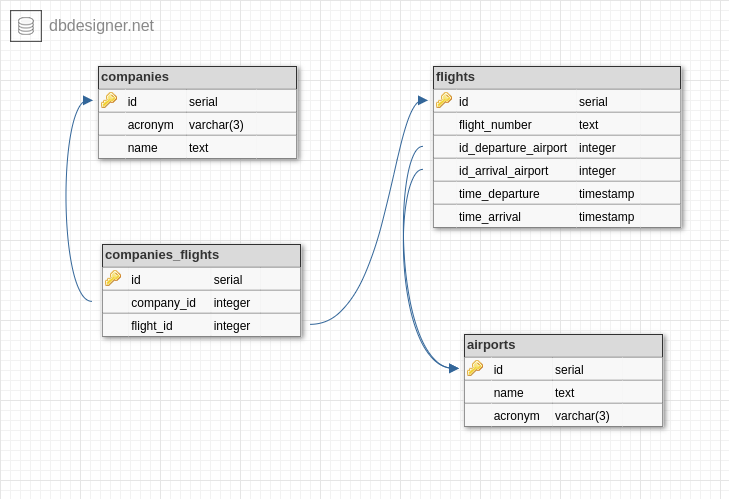 dbdesigner.net
companies
id serial
acronym varchar(3)
name text
flights
id serial
flight_number text
id_departure_airport integer
id_arrival_airport integer
time_departure timestamp
time_arrival timestamp
companies_flights
id serial
company_id integer
flight_id integer
airports
id serial
name text
acronym varchar(3)